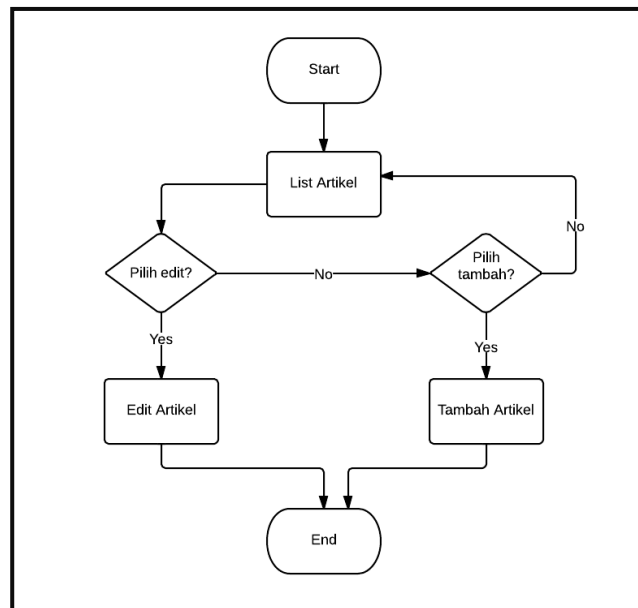 Start
List Artikel
No
Pilih edit?
No
Pilih
tambah?
Yes
Yes
Edit Artikel
Tambah Artikel
End